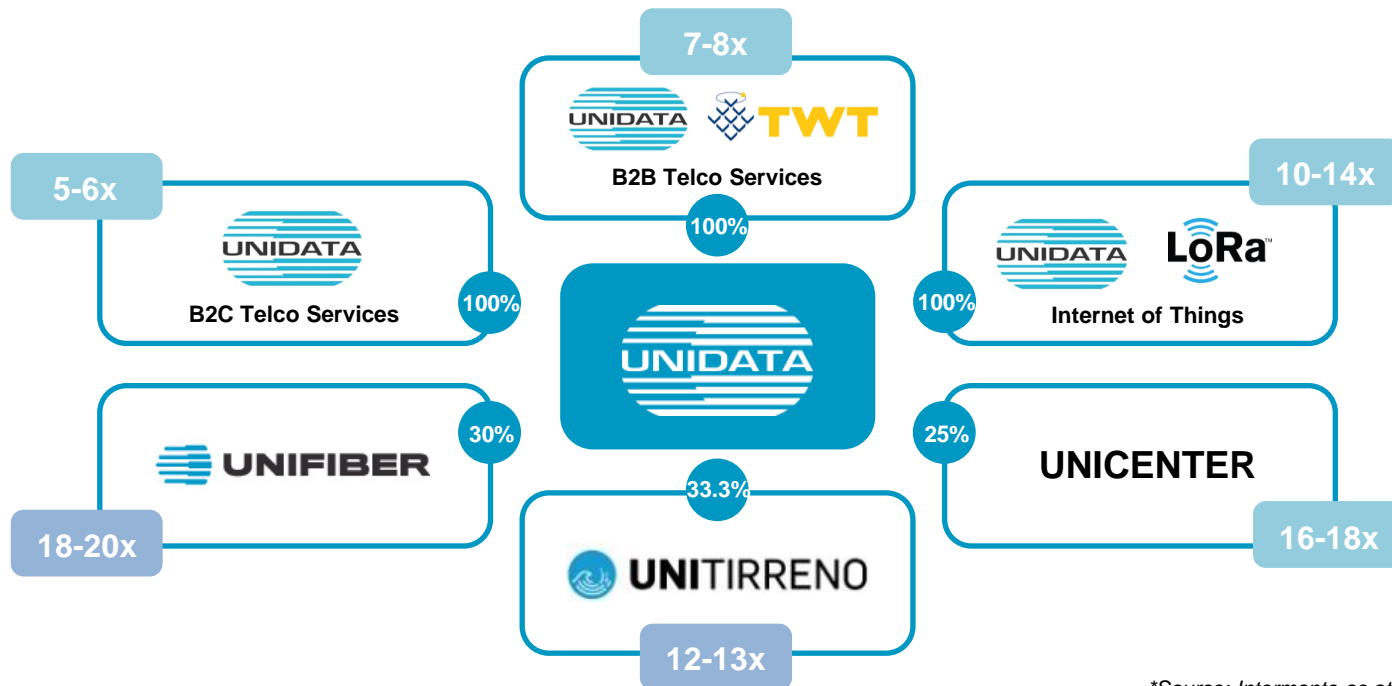 7-8x
UNIDATA TWT
B2B Telco Services
100%
5-6x
UNIDATA
B2C Telco Services
100%
10-14x
UNIDATA LoRa™
Internet of Things
100%
UNIDATA
UNIFIBER
30%
18-20x
25%
UNICENTER
16-18x
33.3%
UNITIRRENO
12-13x
*Source: